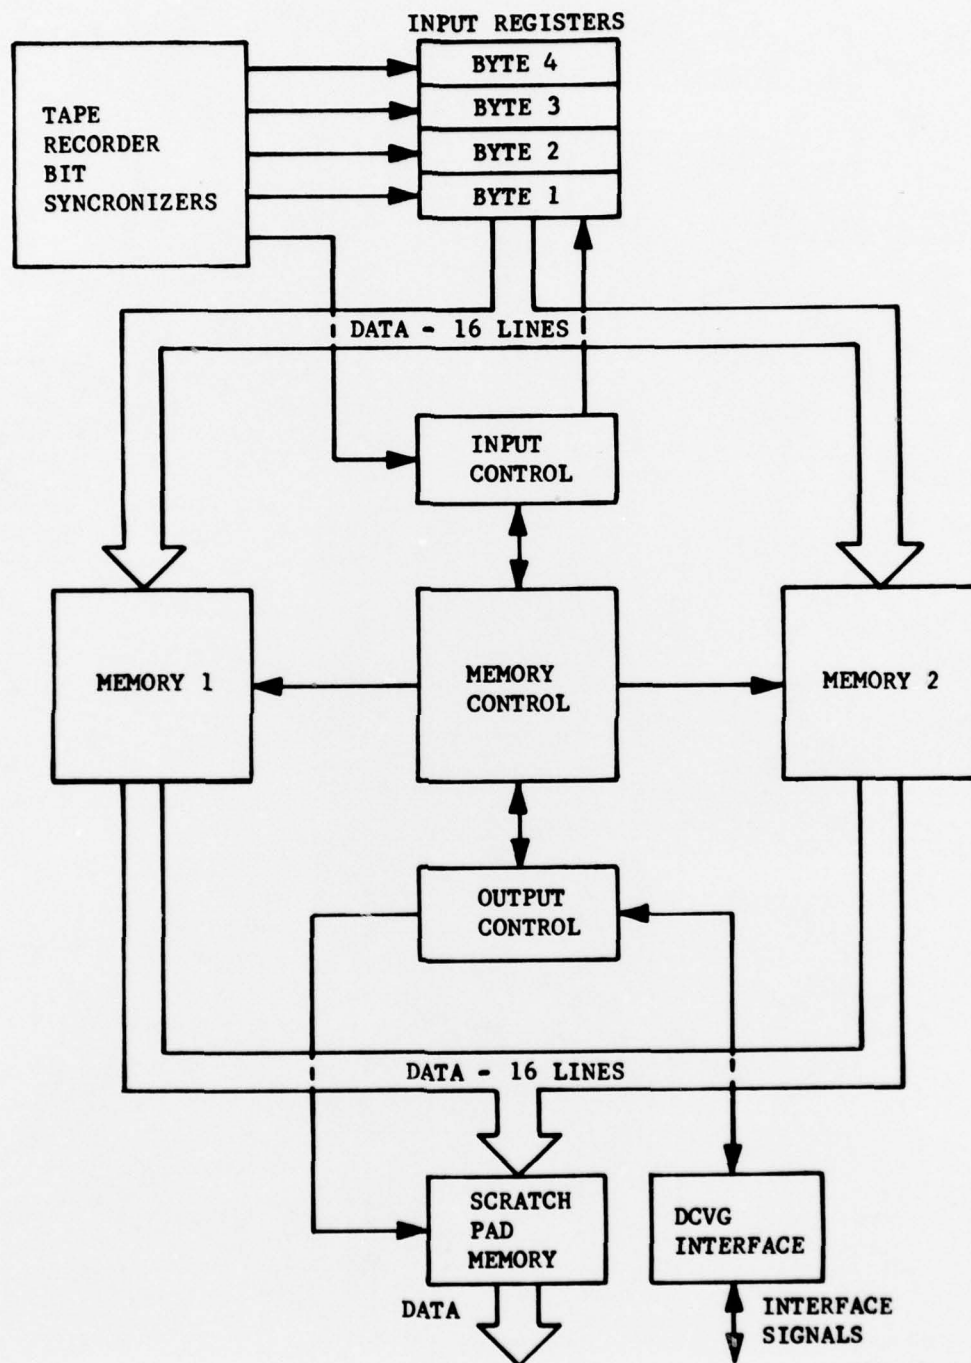 INPUT REGISTERS
TAPE
RECORDER
BIT
SYNCRONIZERS
BYTE 4
BYTE 3
BYTE 2
BYTE 1
DATA - 16 LINES
INPUT
CONTROL
MEMORY 1
MEMORY
CONTROL
MEMORY 2
OUTPUT
CONTROL
DATA - 16 LINES
SCRATCH
PAD
MEMORY
DCVG
INTERFACE
DATA
INTERFACE
SIGNALS